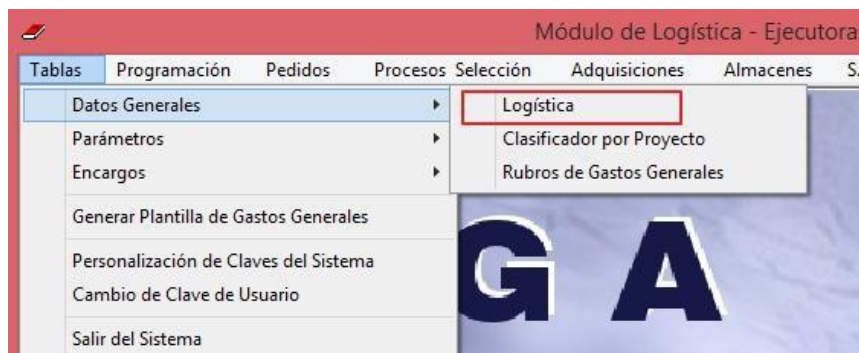 Módulo de Logística - Ejecutora
Tablas Programación Pedidos Procesos Selección Adquisiciones Almacenes S
Datos Generales
Parámetros
Encargos
Generar Plantilla de Gastos Generales
Personalización de Claves del Sistema
Cambio de Clave de Usuario
Salir del Sistema
Logística
Clasificador por Proyecto
Rubros de Gastos Generales
G A